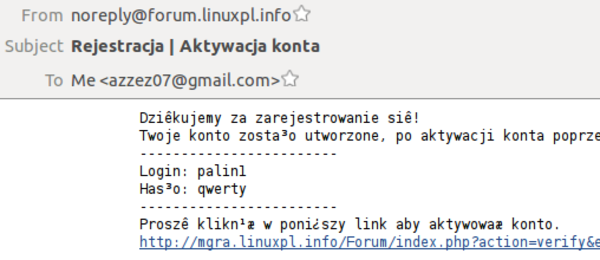 From noreply@forum.linuxpl.info
Subject Rejestracja | Aktywacja konta
To Me <azzez07@gmail.com>
Dziêkujemy za zarejestrowanie siê!
Twoje konto zosta³o utworzone, po aktywacji konta poprze
------------------------
Login: palin1
Has³o: qwerty
------------------------
Proszê klikn¹æ w poni¿szy link aby aktywowaæ konto.
http://mgra.linuxpl.info/Forum/index.php?action=verify&e